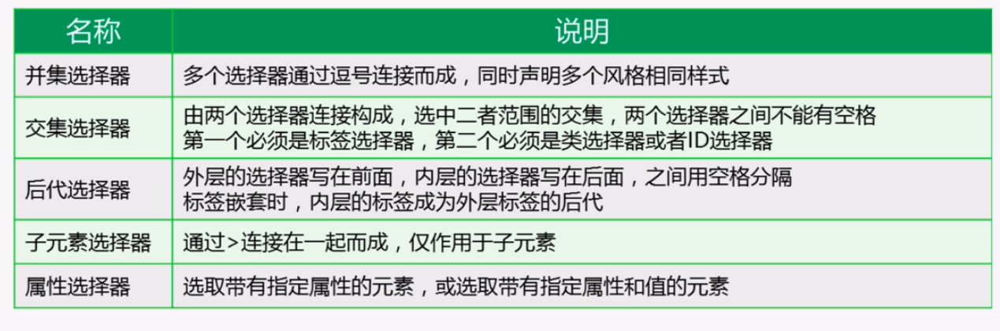 名称
说明
并集选择器
多个选择器通过逗号连接而成，同时声明多个风格相同样式
交集选择器
由两个选择器连接构成，选中二者范围的交集，两个选择器之间不能有空格
第一个必须是标签选择器，第二个必须是类选择器或者ID选择器
后代选择器
外层的选择器写在前面，内层的选择器写在后面，之间用空格分隔
标签嵌套时，内层的标签成为外层标签的后代
子元素选择器
通过>连接在一起而成，仅作用于子元素
属性选择器
选取带有指定属性的元素，或选取带有指定属性和值的元素